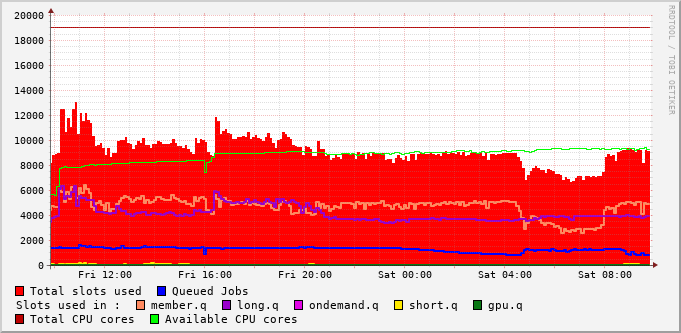 20000
18000
16000
14000
12000
10000
8000
6000
4000
2000
0
Fri 12:00 Fri 16:00 Fri 20:00 Sat 00:00 Sat 04:00 Sat 08:00
RRDTOOL / TOBI OETIKER
Total slots used Queued Jobs
Slots used in : member.q long.q ondemand.q short.q gpu.q
Total CPU cores Available CPU cores